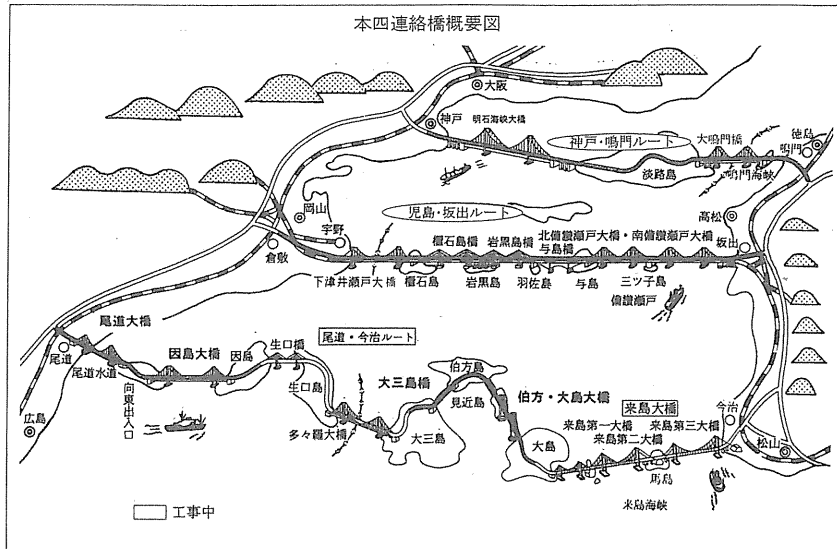 本四連絡橋概要図
大阪
神戸
明石海峡大橋
神戸・鳴門ルート
大鳴門橋
徳島
鳴門
淡路島
鳴門海峡
岡山
児島・坂出ルート
高松
宇野
倉敷
櫃石島橋
岩黒島橋
北備讃瀬戸大橋・南備讃瀬戸大橋
与島橋
坂出
下津井瀬戸大橋
櫃石島
岩黒島
羽佐島
与島
三ツ子島
備讃瀬戸
尾道大橋
尾道
尾道水道
向東出入口
因島大橋
因島
生口橋
生口島
尾道・今治ルート
多々羅大橋
大三島橋
大三島
伯方島
見近島
伯方・大島大橋
大島
来島大橋
来島第一大橋
来島第二大橋
来島第三大橋
今治
馬島
来島海峡
松山
広島
工事中